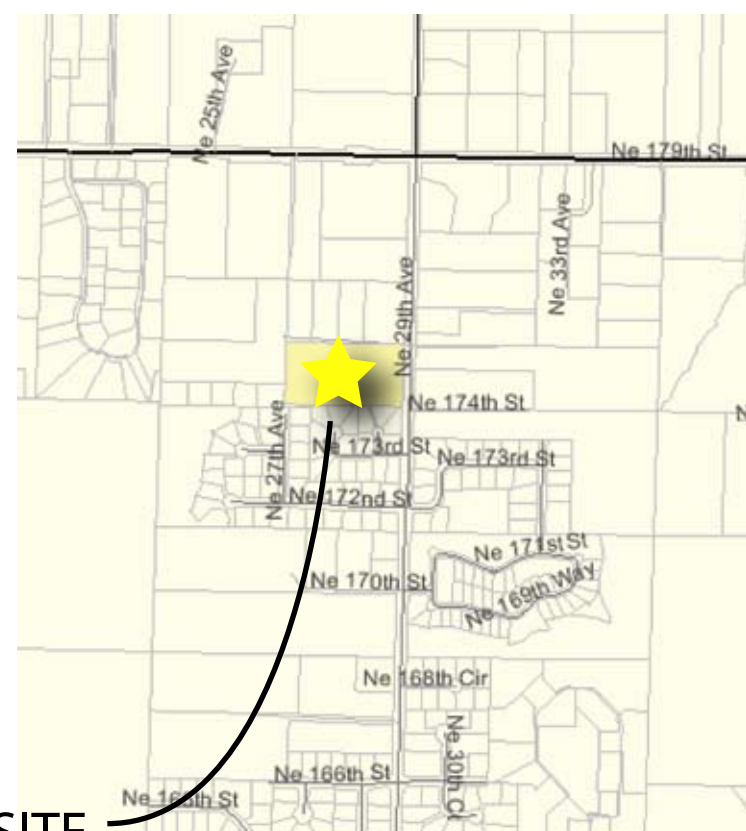 Ne 25th Ave
Ne 179th St
Ne 33rd Ave
Ne 29th Ave
Ne 174th St
Ne 27th Ave
Ne 173rd St
Ne 173rd St
Ne 172nd St
Ne 171st St
Ne 170th St
Ne 169th Way
Ne 168th Cir
Ne 30th Ct
Ne 166th St
SITE